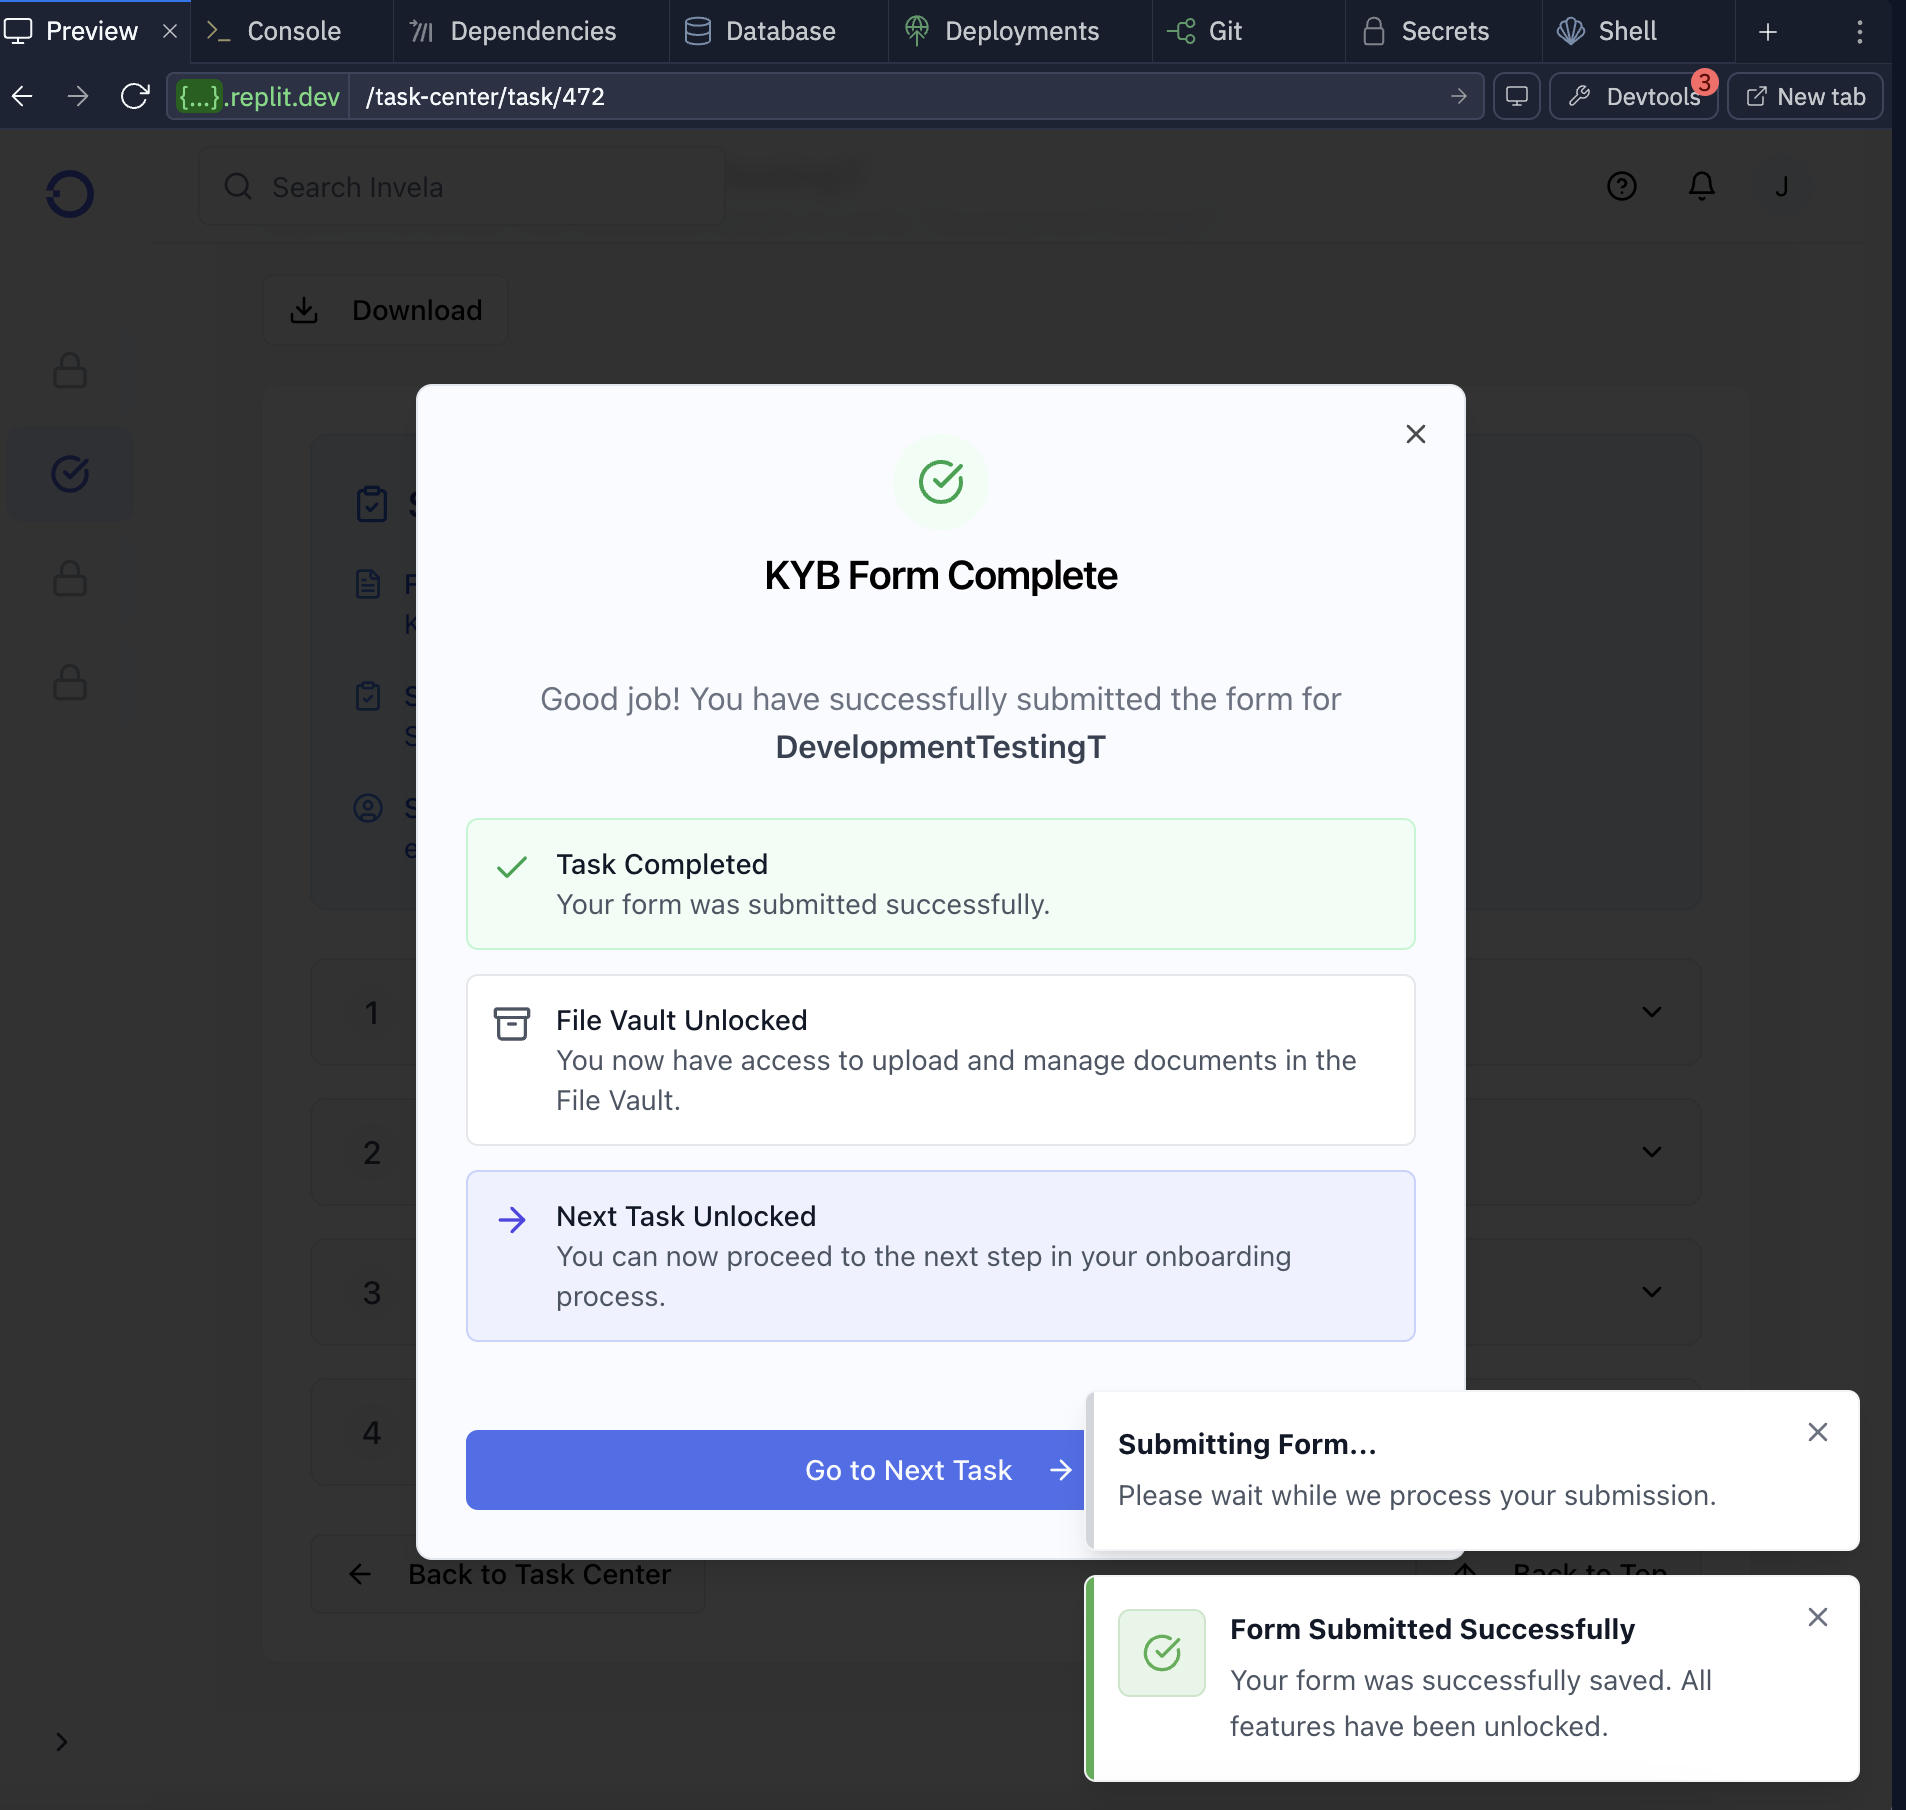 Preview
Console
Dependencies
Database
Deployments
Git
Secrets
Shell
{...}.replit.dev
/task-center/task/472
Devtools
3
New tab
Search Invela
J
Download
KYB Form Complete
Good job! You have successfully submitted the form for
DevelopmentTestingT
Task Completed
Your form was submitted successfully.
File Vault Unlocked
You now have access to upload and manage documents in the
File Vault.
Next Task Unlocked
You can now proceed to the next step in your onboarding
process.
Go to Next Task
1
2
3
4
Back to Task Center
Back to Top
Submitting Form...
Please wait while we process your submission.
Form Submitted Successfully
Your form was successfully saved. All
features have been unlocked.